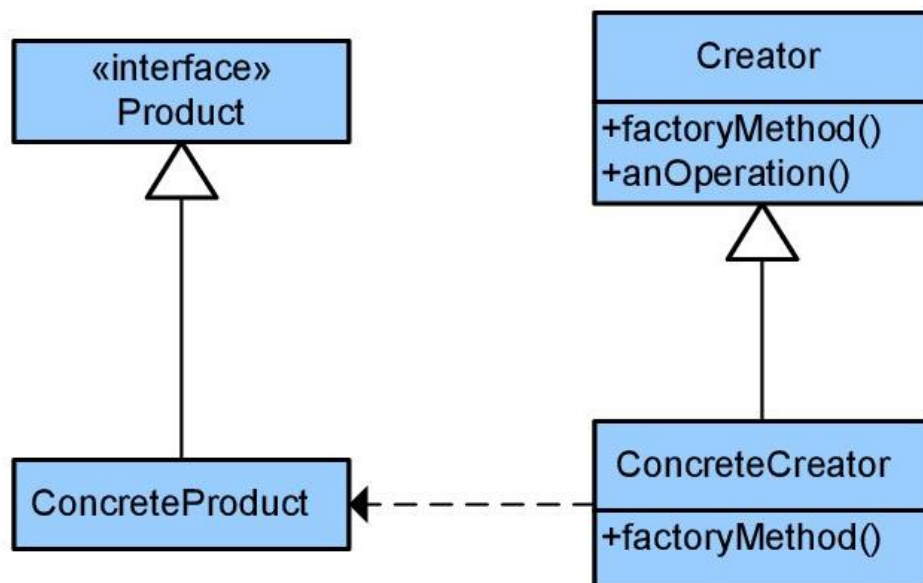 «interface»
Product
Creator
+factoryMethod()
+anOperation()
ConcreteProduct
ConcreteCreator
+factoryMethod()